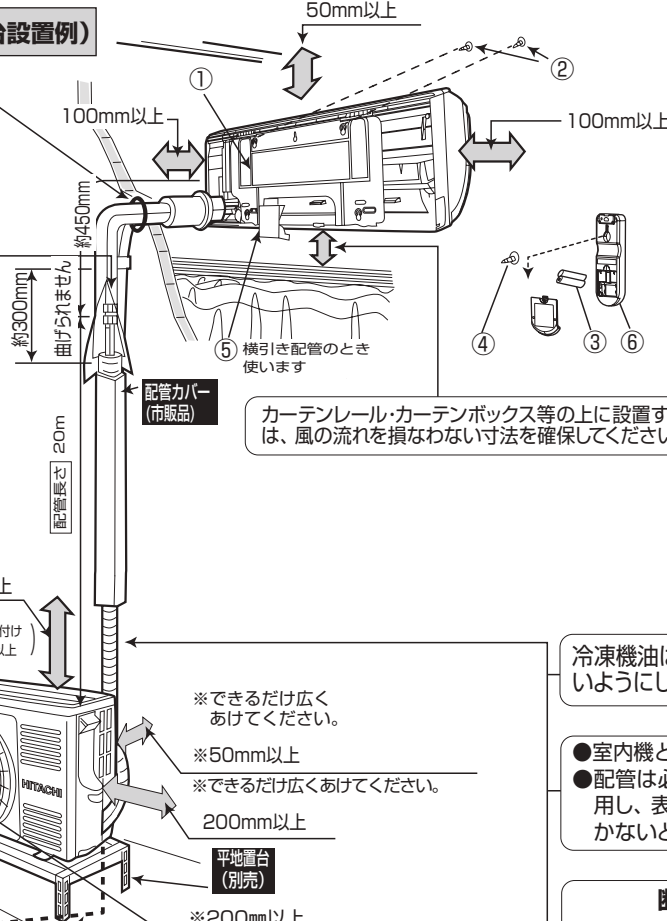 台設置例）
50mm以上
①
②
100mm以上
100mm以上
約450mm
約300mm
曲げられません
④
③
⑥
⑤ 横引き配管のとき
使います
配管カバー
(市販品)
カーテンレール・カーテンボックス等の上に設置す
は、風の流れを損なわない寸法を確保してください
配管長さ 20m
上
付け
以上
冷凍機油は
いようにし
※できるだけ広く
あけてください。
※50mm以上
※できるだけ広くあけてください。
200mm以上
HITACHI
●室内機と
●配管は必
用し、表
かないと
平地置台
（別売）
※200mm以上